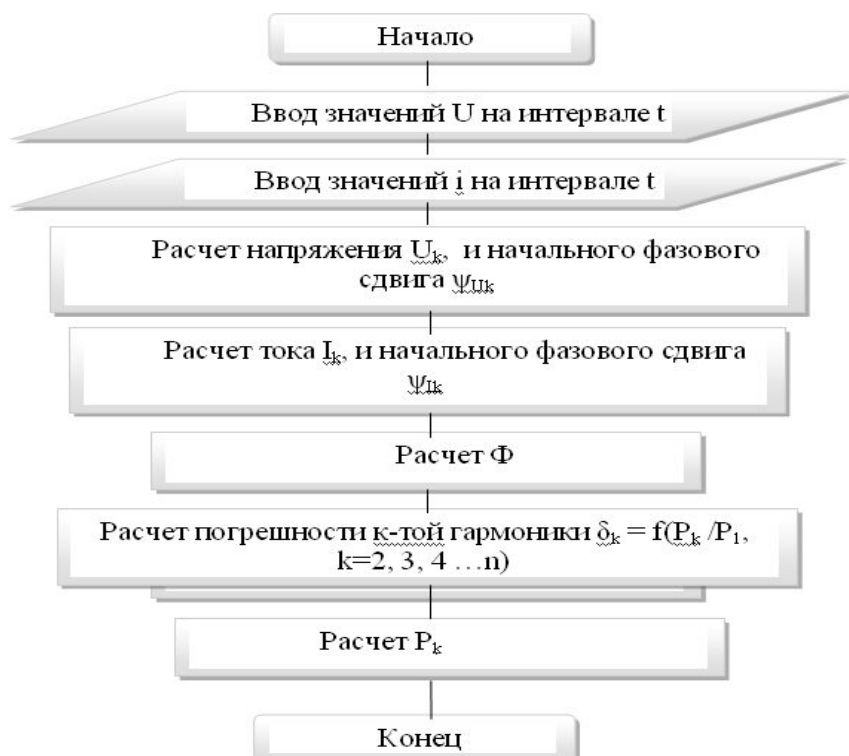 Начало
Ввод значений U на интервале t
Ввод значений i на интервале t
Расчет напряжения Uk, и начального фазового
сдвига ψUk
Расчет тока Ik, и начального фазового сдвига
ψIk
Расчет Ф
Расчет погрешности к-той гармоники δk = f(Pk /P1,
k=2, 3, 4 …n)
Расчет Pk
Конец